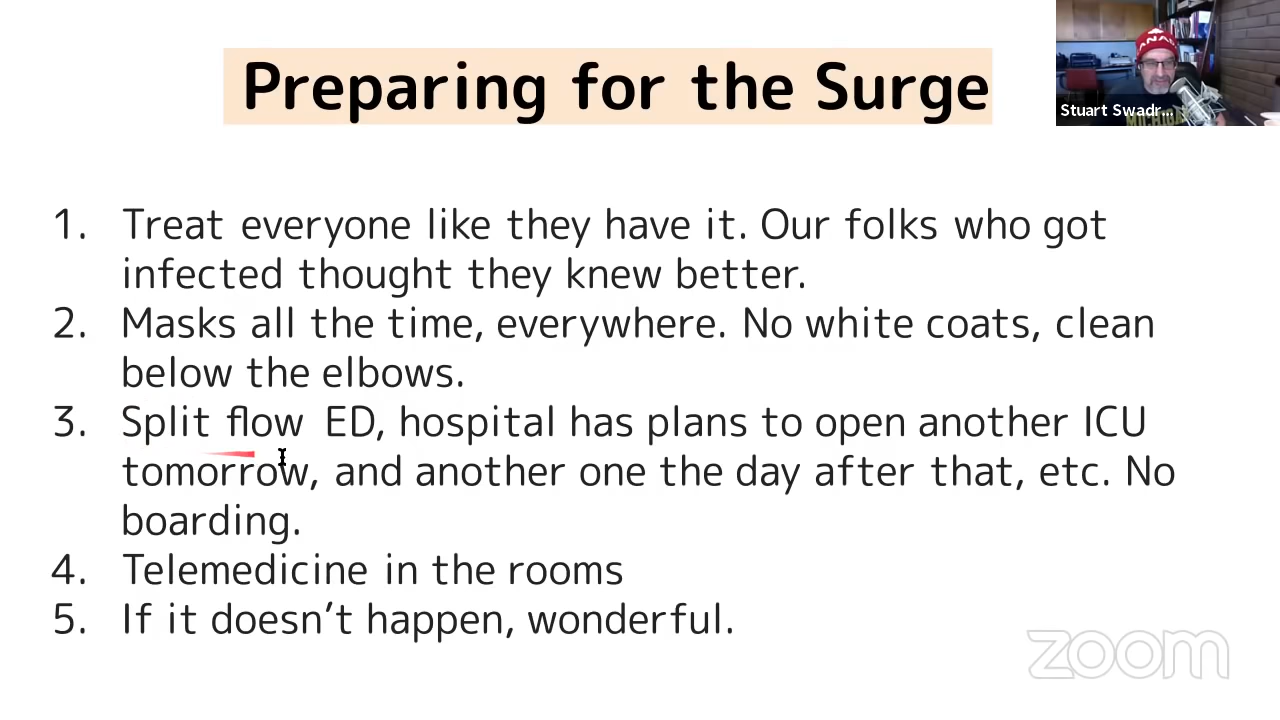 Preparing for the Surge
ANA
Stuart Swadr...
MICHIGA
1. Treat everyone like they have it. Our folks who got
infected thought they knew better.
2. Masks all the time, everywhere. No white coats, clean
below the elbows.
3. Split flow ED, hospital has plans to open another ICU
tomorrow, and another one the day after that, etc. No
boarding.
4. Telemedicine in the rooms
5. If it doesn’t happen, wonderful.
zoom